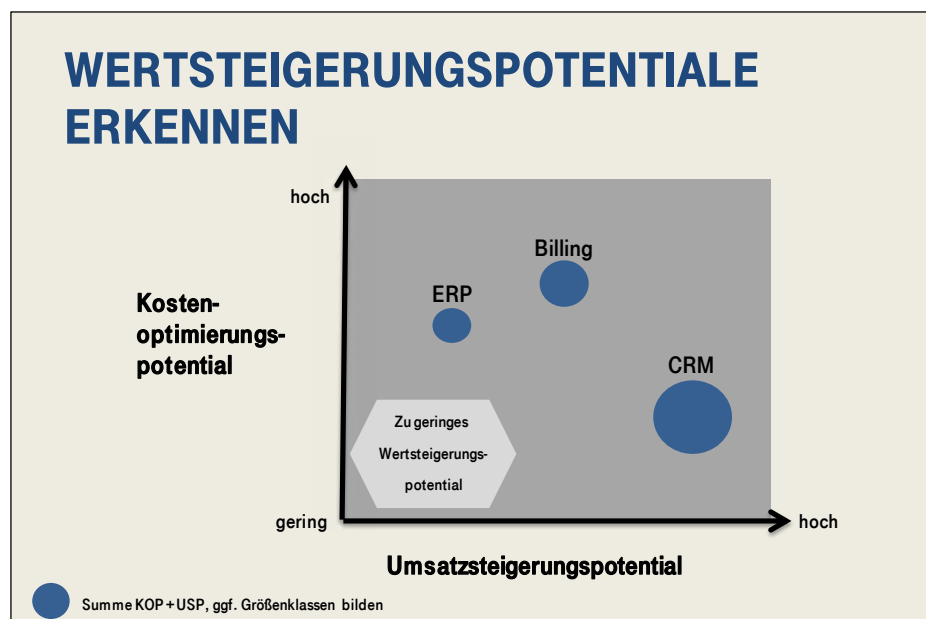 WERTSTEIGERUNGSPOTENTIALE
ERKENNEN
hoch
Billing
ERP
Kosten-
optimierungs-
potential
CRM
Zu geringes
Wertsteigerungs-
potential
gering
hoch
Umsatzsteigerungspotential
Summe KOP+USP, ggf. Größenklassen bilden